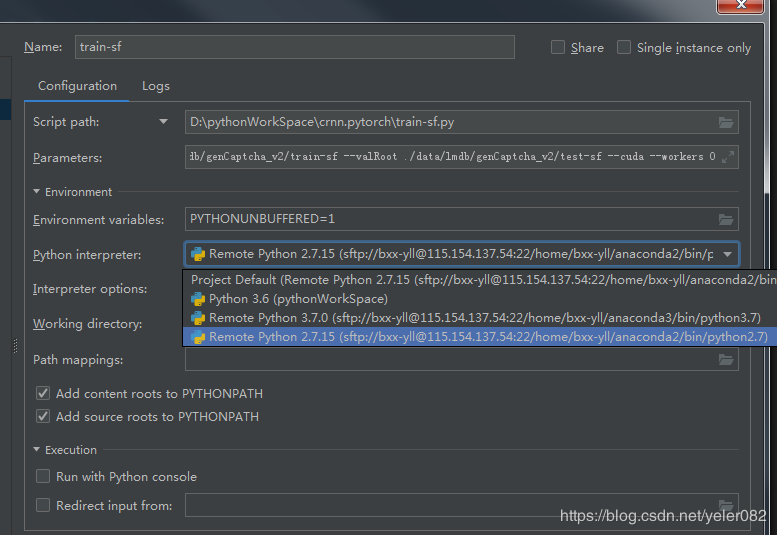 Name: train-sf Share Single instance only
Configuration Logs
Script path: D:\pythonWorkSpace\crnn.pytorch\train-sf.py
Parameters: db/genCaptcha_v2/train-sf --valRoot ./data/lmdb/genCaptcha_v2/test-sf --cuda --workers 0
Environment
Environment variables: PYTHONUNBUFFERED=1
Python interpreter: Remote Python 2.7.15 (sftp://bxx-yll@115.154.137.54:22/home/bxx-yll/anaconda2/bin/p
Project Default (Remote Python 2.7.15 (sftp://bxx-yll@115.154.137.54:22/home/bxx-yll/anaconda2/bin
Interpreter options: Python 3.6 (pythonWorkSpace)
Remote Python 3.7.0 (sftp://bxx-yll@115.154.137.54:22/home/bxx-yll/anaconda3/bin/python3.7)
Working directory: Remote Python 2.7.15 (sftp://bxx-yll@115.154.137.54:22/home/bxx-yll/anaconda2/bin/python2.7)
Path mappings:
Add content roots to PYTHONPATH
Add source roots to PYTHONPATH
Execution
Run with Python console
Redirect input from:
https://blog.csdn.net/yeler082